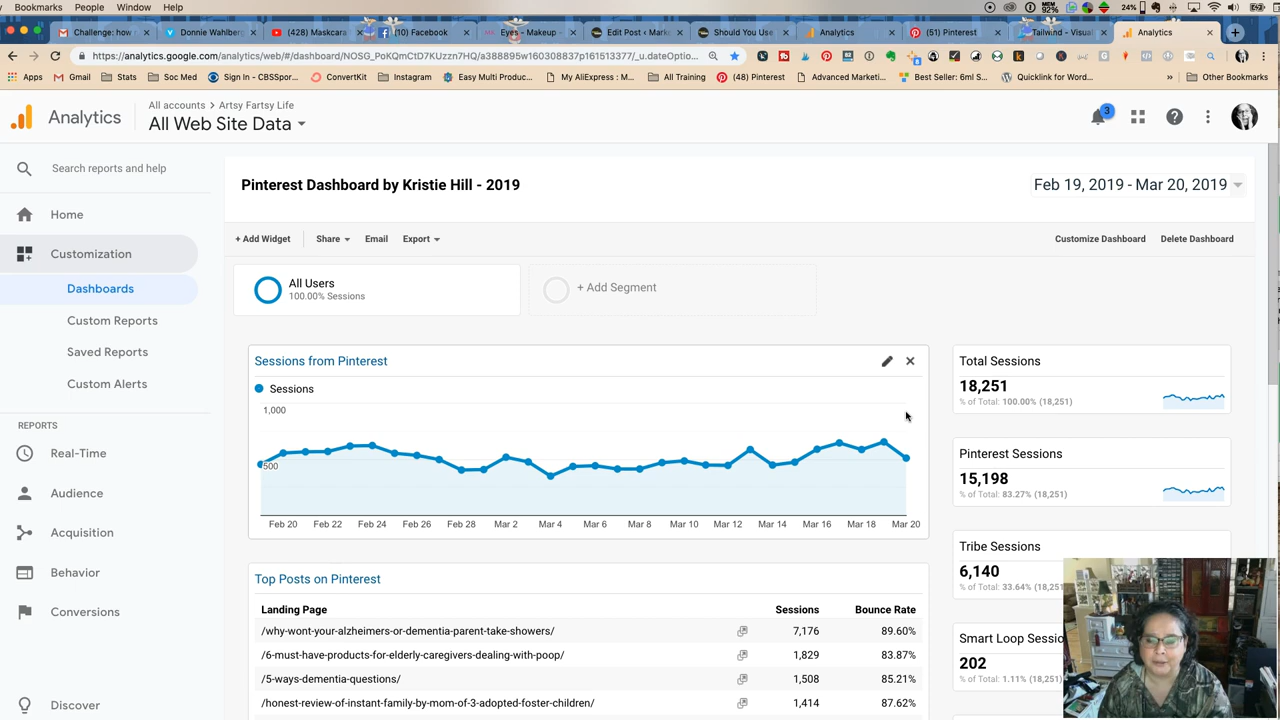 Bookmarks People Window Help
MEM 92% 24%
Challenge: how c
Donnie Wahlberg
(428) Maskcara
(10) Facebook
Eyes - Makeup -
Edit Post ‹ Mark
Should You Use
Analytics
(51) Pinterest
Tailwind - Visual
Analytics
https://analytics.google.com/analytics/web/#/dashboard/NOSG_PoKQmCtD7KUzzn7HQ/a388895w160308837p161513377/_u.dateOptio...
Apps Gmail Stats Soc Med Sign In - CBSSpor... ConvertKit Instagram Easy Multi Produc... My AliExpress : M... All Training (48) Pinterest Advanced Marketi... Best Seller: 6ml S... Quicklink for Word... » Other Bookmarks
Analytics
All accounts > Artsy Fartsy Life
All Web Site Data
3
Search reports and help
Home
Customization
Dashboards
Custom Reports
Saved Reports
Custom Alerts
REPORTS
Real-Time
Audience
Acquisition
Behavior
Conversions
Discover
Pinterest Dashboard by Kristie Hill - 2019
Feb 19, 2019 - Mar 20, 2019
+ Add Widget Share Email Export Customize Dashboard Delete Dashboard
All Users
100.00% Sessions
+ Add Segment
Sessions from Pinterest
Sessions
1,000
500
Feb 20 Feb 22 Feb 24 Feb 26 Feb 28 Mar 2 Mar 4 Mar 6 Mar 8 Mar 10 Mar 12 Mar 14 Mar 16 Mar 18 Mar 20
Top Posts on Pinterest
Landing Page Sessions Bounce Rate
/why-wont-your-alzheimers-or-dementia-parent-take-showers/ 7,176 89.60%
/6-must-have-products-for-elderly-caregivers-dealing-with-poop/ 1,829 83.87%
/5-ways-dementia-questions/ 1,508 85.21%
/honest-review-of-instant-family-by-mom-of-3-adopted-foster-children/ 1,414 87.62%
Total Sessions
18,251
% of Total: 100.00% (18,251)
Pinterest Sessions
15,198
% of Total: 83.27% (18,251)
Tribe Sessions
6,140
% of Total: 33.64% (18,251
Smart Loop Sessio
202
% of Total: 1.11% (18,251)